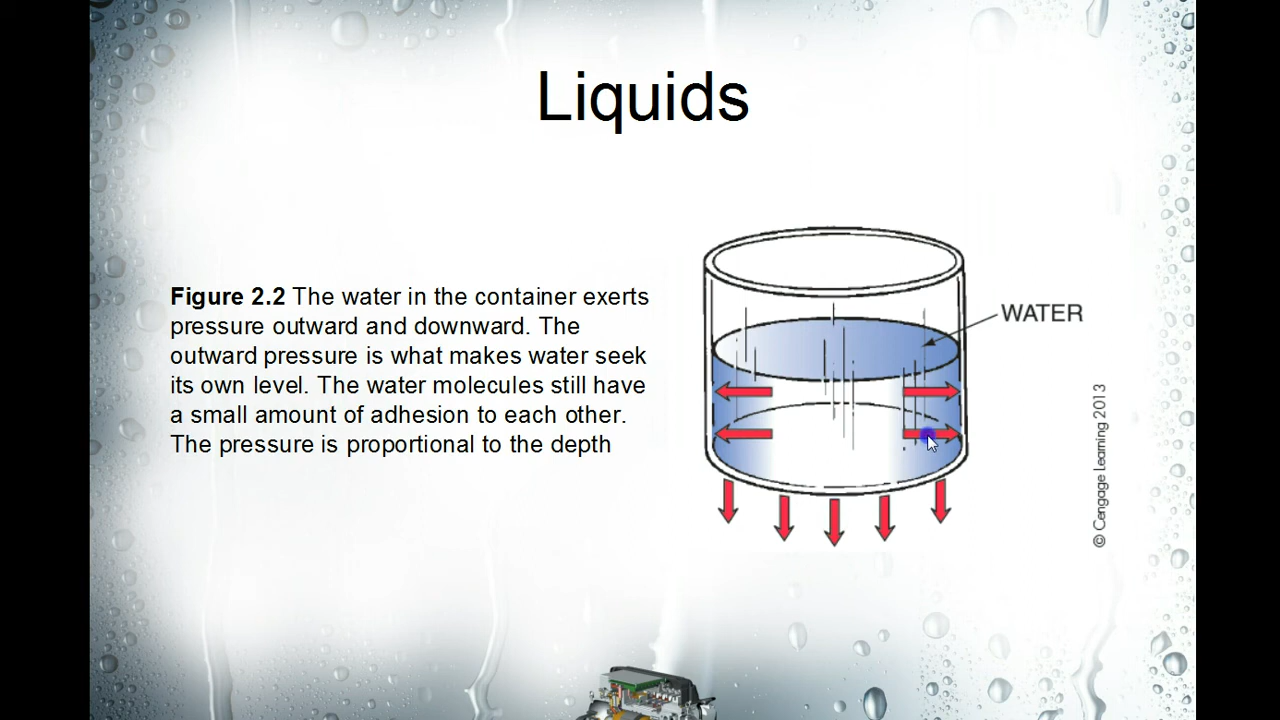 Liquids
Figure 2.2 The water in the container exerts
pressure outward and downward. The
outward pressure is what makes water seek
its own level. The water molecules still have
a small amount of adhesion to each other.
The pressure is proportional to the depth
WATER
© Cengage Learning 2013